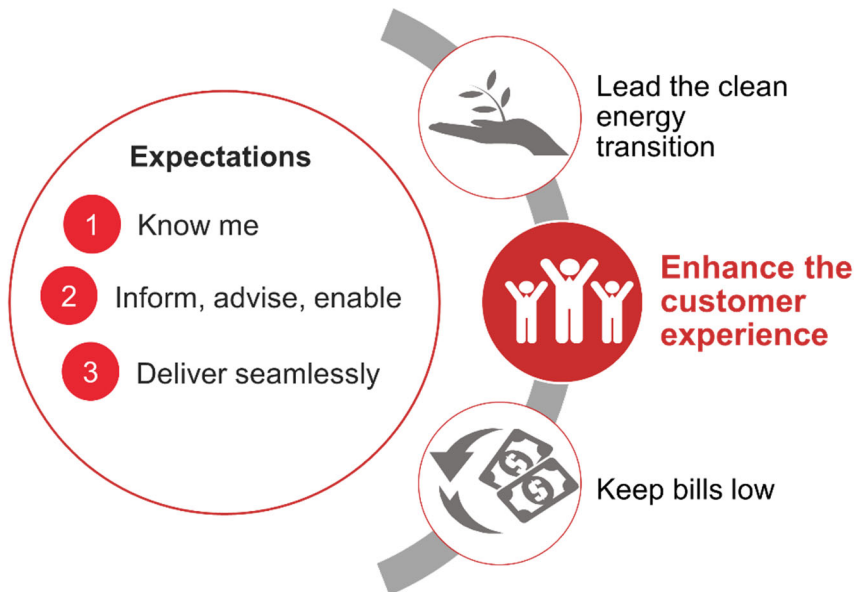 Expectations
1 Know me
2 Inform, advise, enable
3 Deliver seamlessly
Lead the clean
energy
transition
Enhance the
customer
experience
$ $
Keep bills low